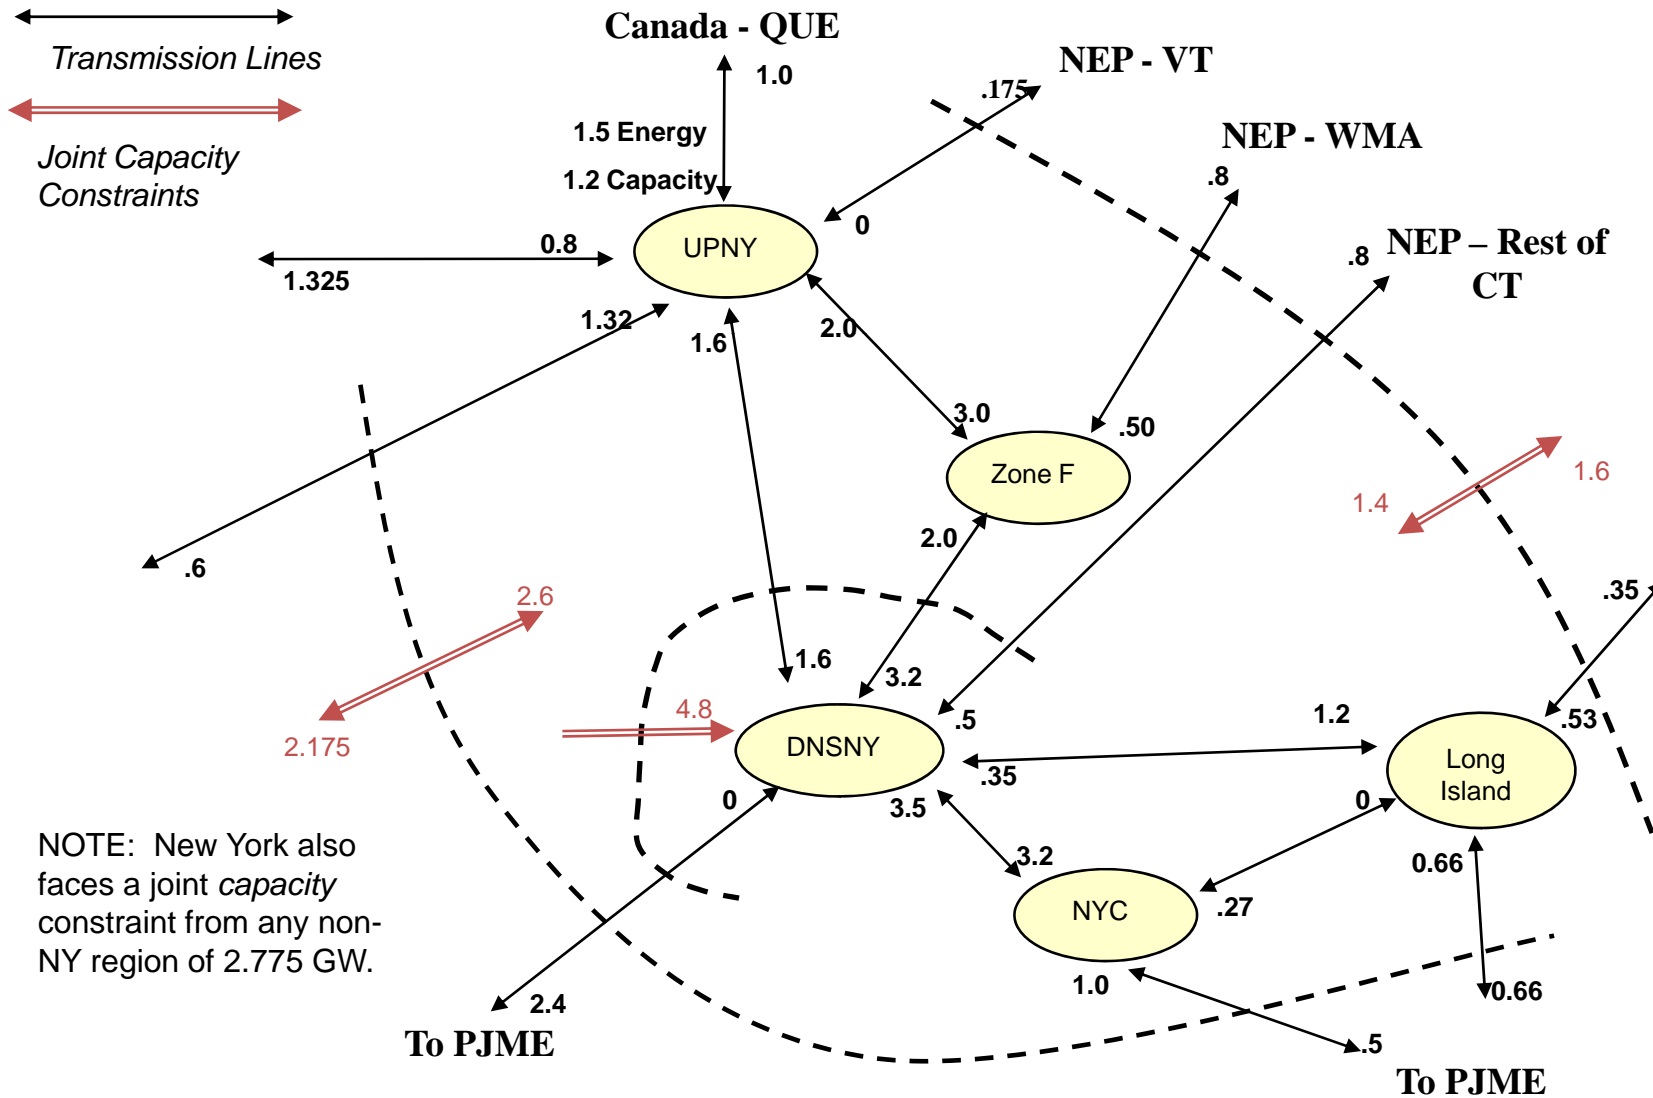 Canada - QUE
Transmission Lines
1.0
NEP - VT
.175
1.5 Energy
NEP - WMA
Joint Capacity
Constraints
1.2 Capacity
.8
0
UPNY
NEP – Rest of
CT
.8
0.8
1.325
1.32
1.6
2.0
3.0
.50
Zone F
1.4
1.6
2.0
.6
2.6
.35
1.6
3.2
2.175
4.8
.5
1.2
.53
DNSNY
Long
Island
.35
0
3.5
0
NOTE: New York also
faces a joint capacity
constraint from any non-
NY region of 2.775 GW.
3.2
0.66
NYC
.27
1.0
0.66
2.4
To PJME
.5
To PJME